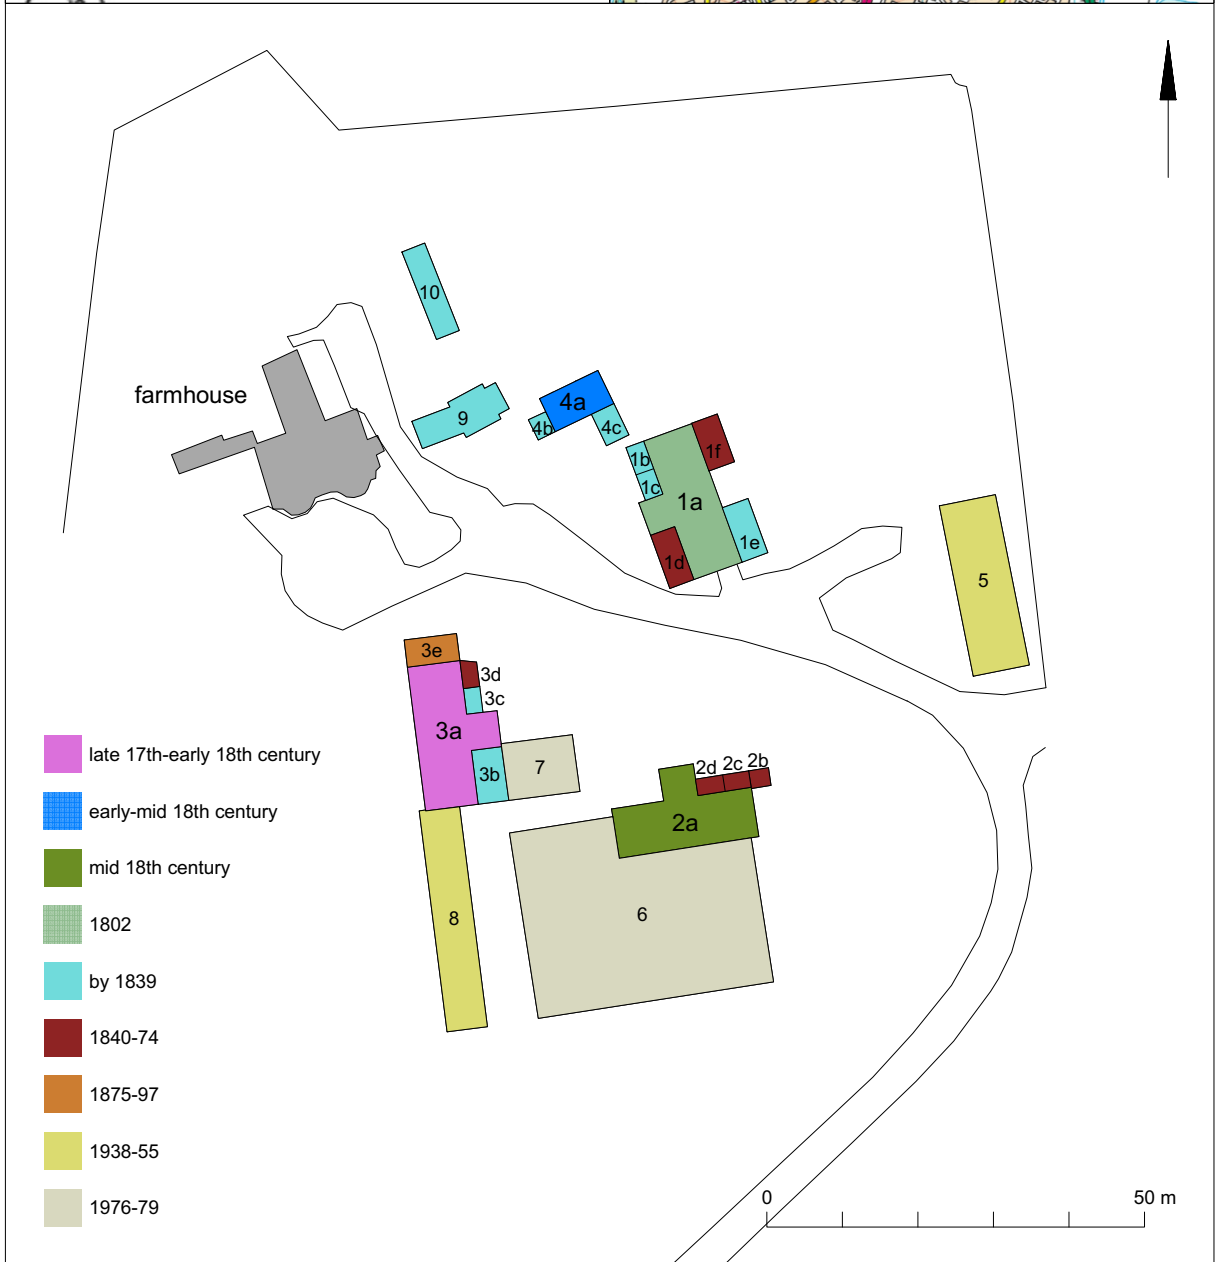 10
farmhouse
9
4a
4b
4c
1f
1b
1c
1a
1e
1d
5
3e
3d
3c
3a
3b
7
2d 2c 2b
2a
8
6
late 17th-early 18th century
early-mid 18th century
mid 18th century
1802
by 1839
1840-74
1875-97
1938-55
1976-79
0 50 m